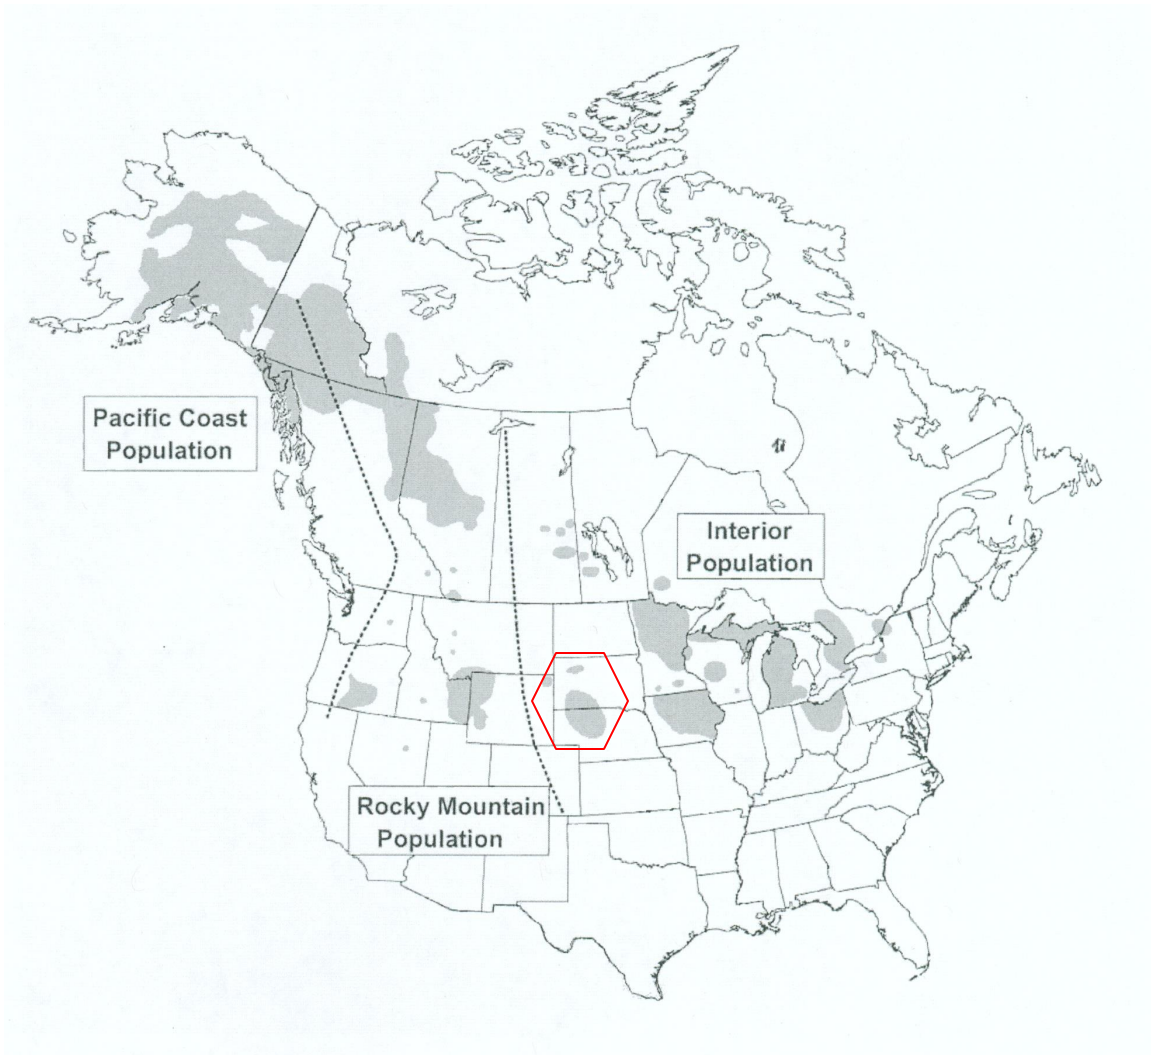 Pacific Coast
Population
Interior
Population
Rocky Mountain
Population